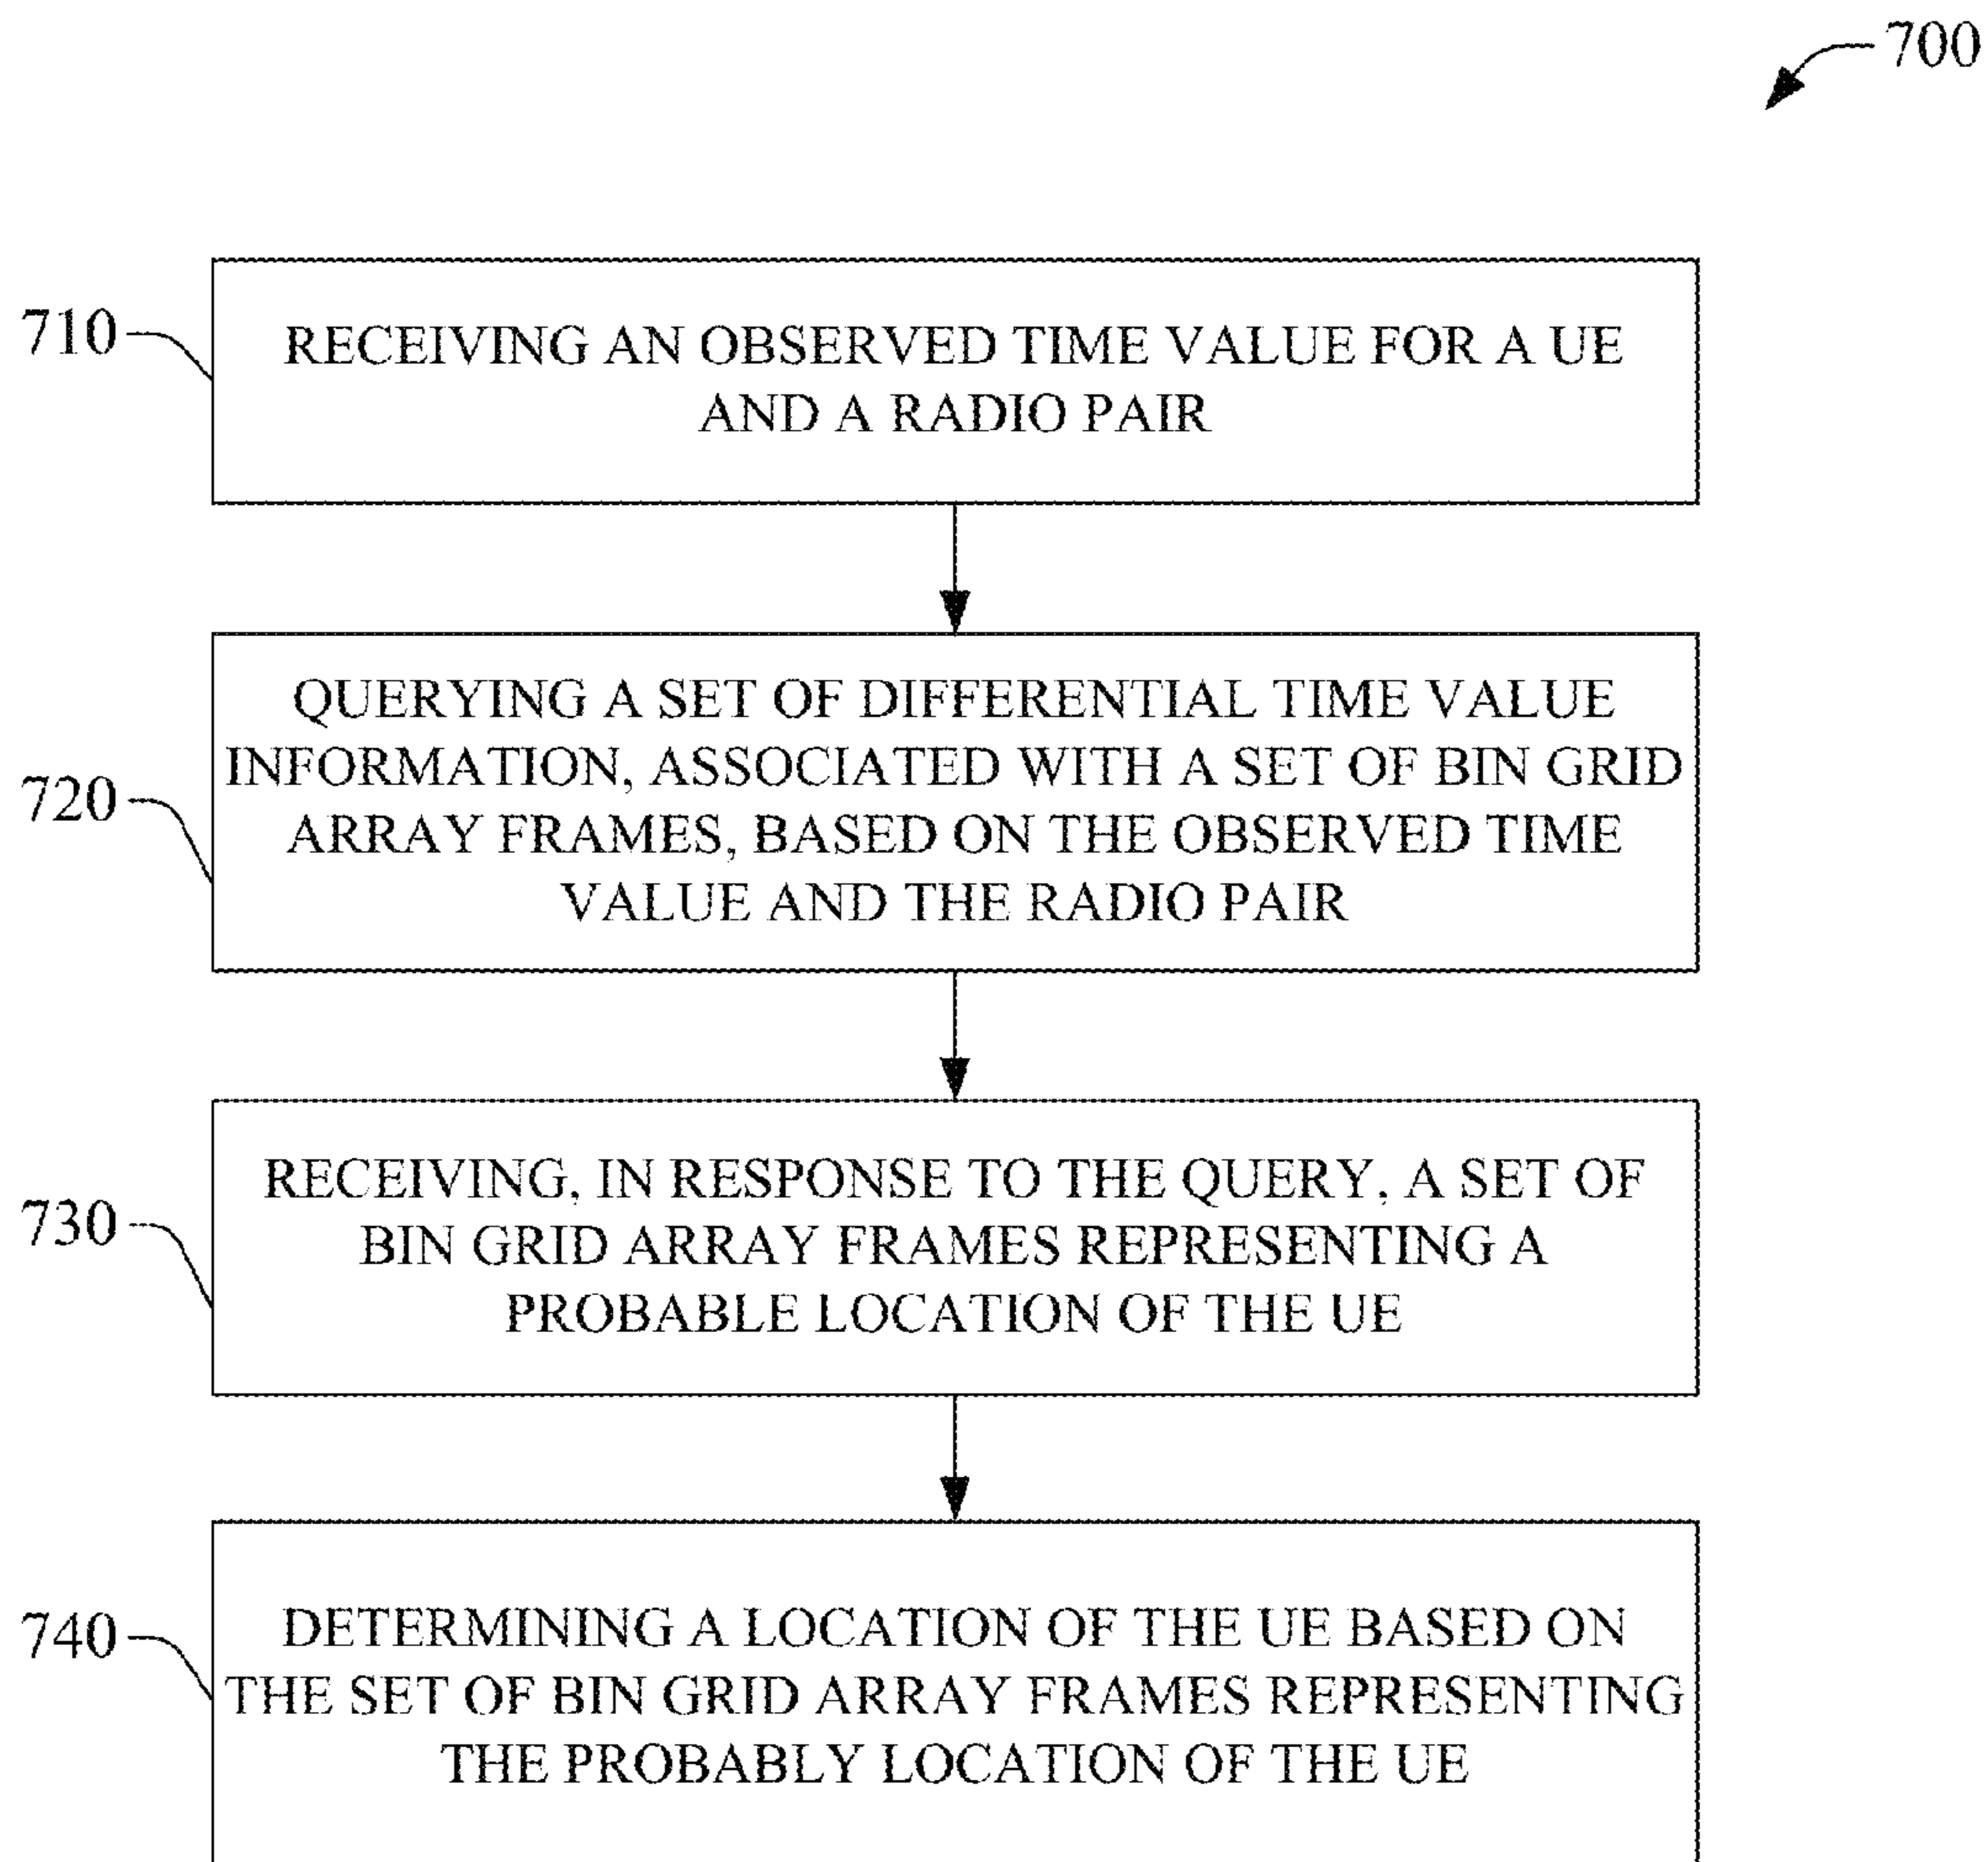 700
710
RECEIVING AN OBSERVED TIME VALUE FOR A UE
AND A RADIO PAIR
720
QUERYING A SET OF DIFFERENTIAL TIME VALUE
INFORMATION, ASSOCIATED WITH A SET OF BIN GRID
ARRAY FRAMES, BASED ON THE OBSERVED TIME
VALUE AND THE RADIO PAIR
730
RECEIVING, IN RESPONSE TO THE QUERY, A SET OF
BIN GRID ARRAY FRAMES REPRESENTING A
PROBABLE LOCATION OF THE UE
740
DETERMINING A LOCATION OF THE UE BASED ON
THE SET OF BIN GRID ARRAY FRAMES REPRESENTING
THE PROBABLY LOCATION OF THE UE